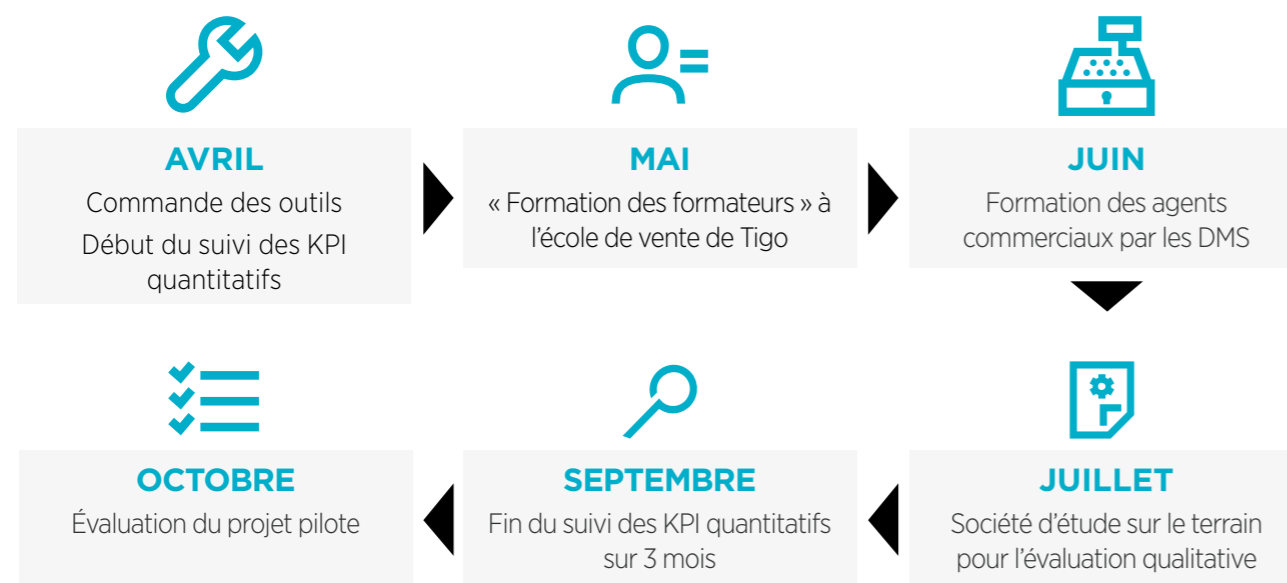 AVRIL
Commande des outils
Début du suivi des KPI
quantitatifs
MAI
« Formation des formateurs » à
l’école de vente de Tigo
JUIN
Formation des agents
commerciaux par les DMS
JUILLET
Société d’étude sur le terrain
pour l’évaluation qualitative
SEPTEMBRE
Fin du suivi des KPI quantitatifs
sur 3 mois
OCTOBRE
Évaluation du projet pilote